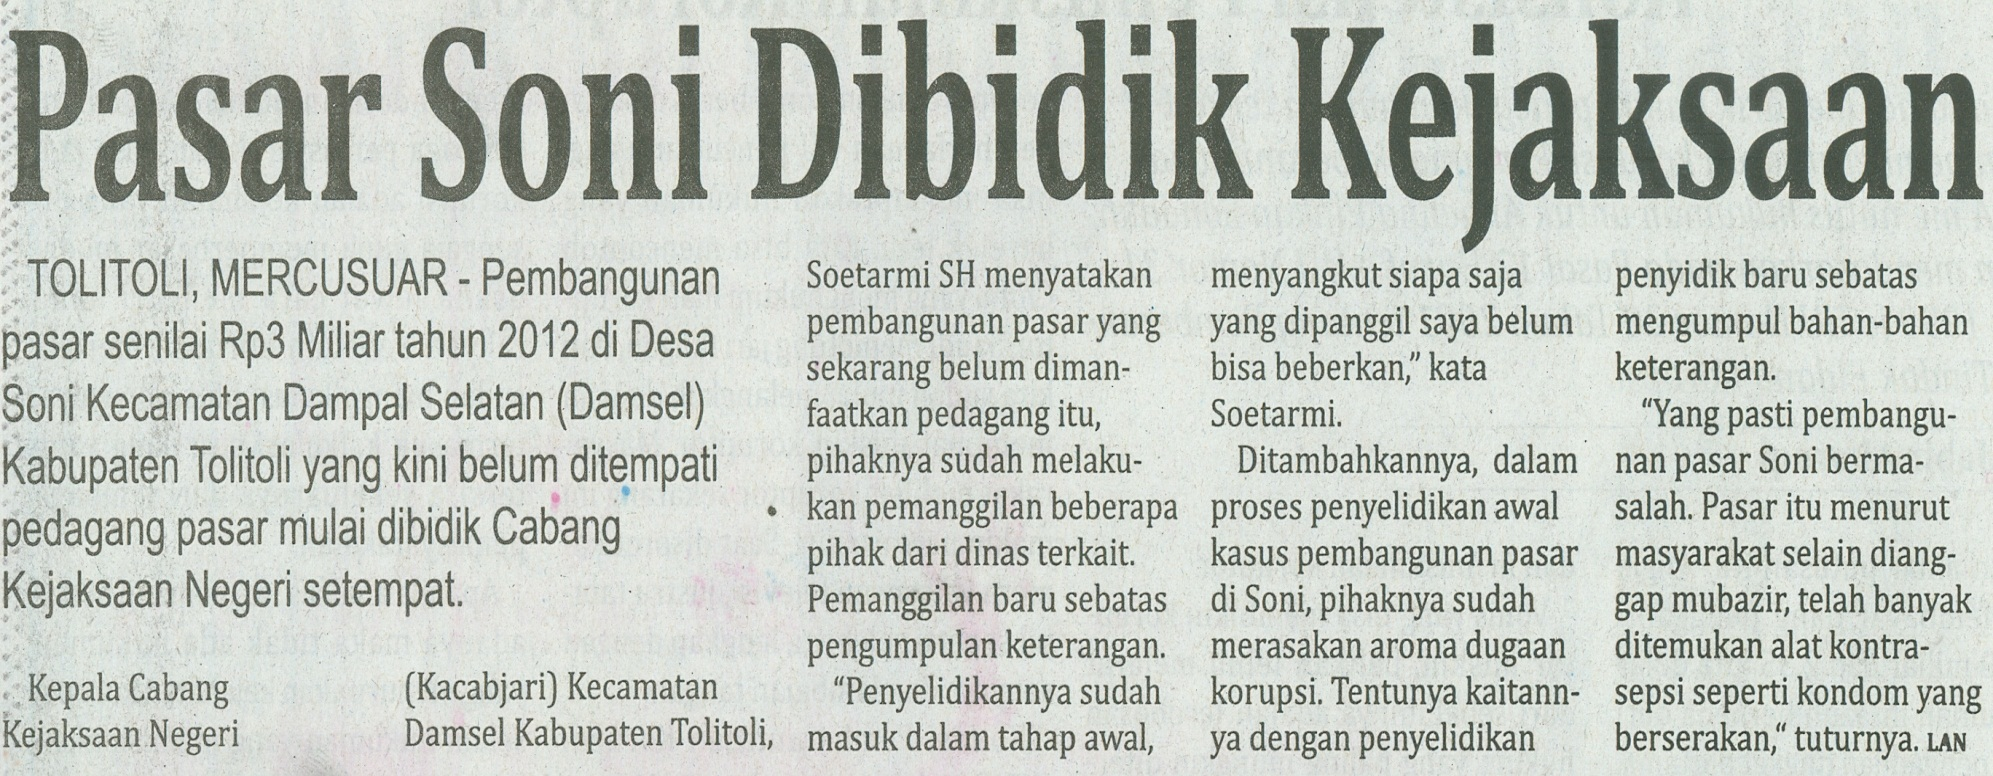 Pasar Soni Dibidik Kejaksaan
TOLITOLI, MERCUSUAR - Pembangunan
pasar senilai Rp3 Miliar tahun 2012 di Desa
Soni Kecamatan Dampal Selatan (Damsel)
Kabupaten Tolitoli yang kini belum ditempati
pedagang pasar mulai dibidik Cabang
Kejaksaan Negeri setempat.
Kepala Cabang
Kejaksaan Negeri
(Kacabjari) Kecamatan
Damsel Kabupaten Tolitoli,
Soetarmi SH menyatakan
pembangunan pasar yang
sekarang belum diman-
faatkan pedagang itu,
pihaknya sudah melaku-
kan pemanggilan beberapa
pihak dari dinas terkait.
Pemanggilan baru sebatas
pengumpulan keterangan.
“Penyelidikannya sudah
masuk dalam tahap awal,
menyangkut siapa saja
yang dipanggil saya belum
bisa beberkan,” kata
Soetarmi.
Ditambahkannya, dalam
proses penyelidikan awal
kasus pembangunan pasar
di Soni, pihaknya sudah
merasakan aroma dugaan
korupsi. Tentunya kaitann-
ya dengan penyelidikan
penyidik baru sebatas
mengumpul bahan-bahan
keterangan.
“Yang pasti pembangu-
nan pasar Soni berma-
salah. Pasar itu menurut
masyarakat selain diang-
gap mubazir, telah banyak
ditemukan alat kontra-
sepsi seperti kondom yang
berserakan,“ tuturnya. LAN